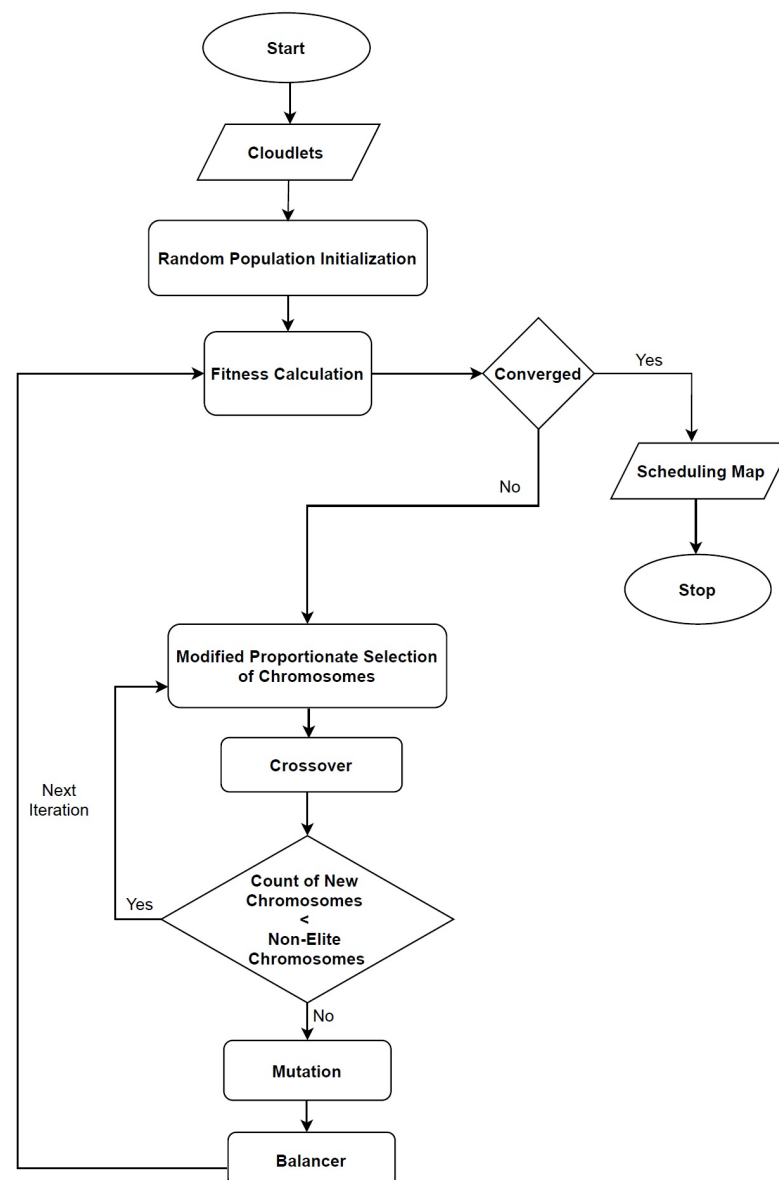 Start
Cloudlets
Random Population Initialization
Fitness Calculation
Converged
Yes
Scheduling Map
No
Stop
Modified Proportionate Selection
of Chromosomes
Crossover
Next
Iteration
Count of New
Chromosomes
<
Non-Elite
Chromosomes
Yes
No
Mutation
Balancer